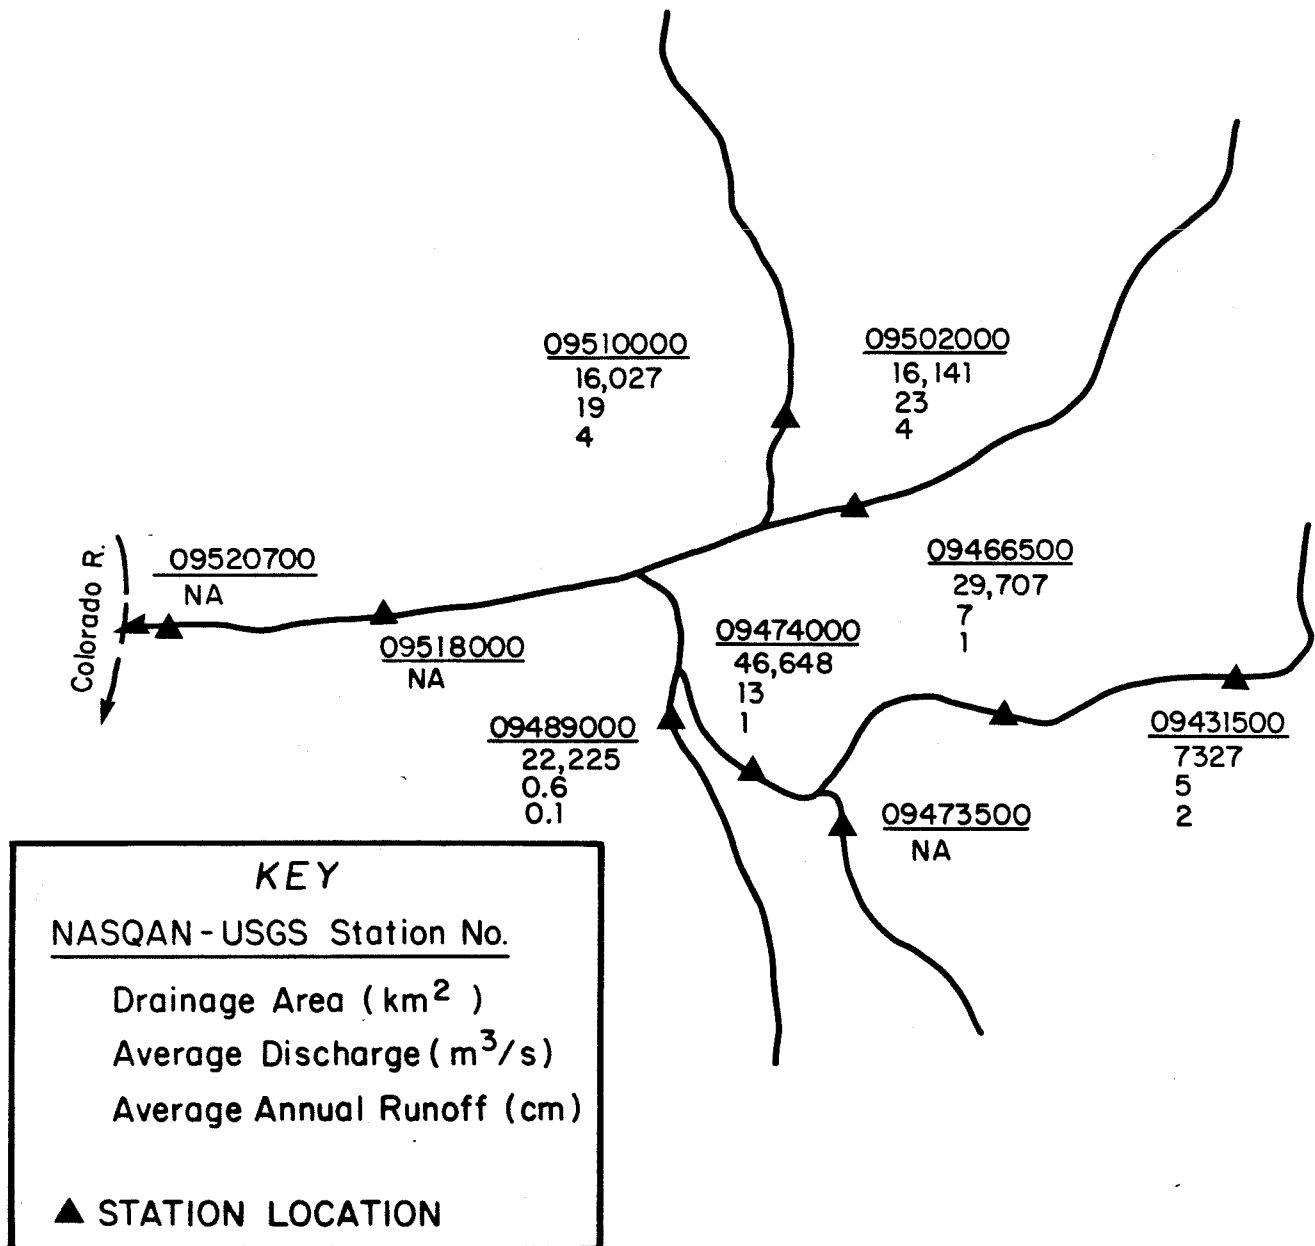 09510000
16,027
19
4
09502000
16,141
23
4
Colorado R.
09520700
NA
09518000
NA
09466500
29,707
7
1
09474000
46,648
13
1
09489000
22,225
0.6
0.1
09431500
7327
5
2
09473500
NA
KEY
NASQAN-USGS Station No.
Drainage Area (km²)
Average Discharge (m³/s)
Average Annual Runoff (cm)
▲ STATION LOCATION